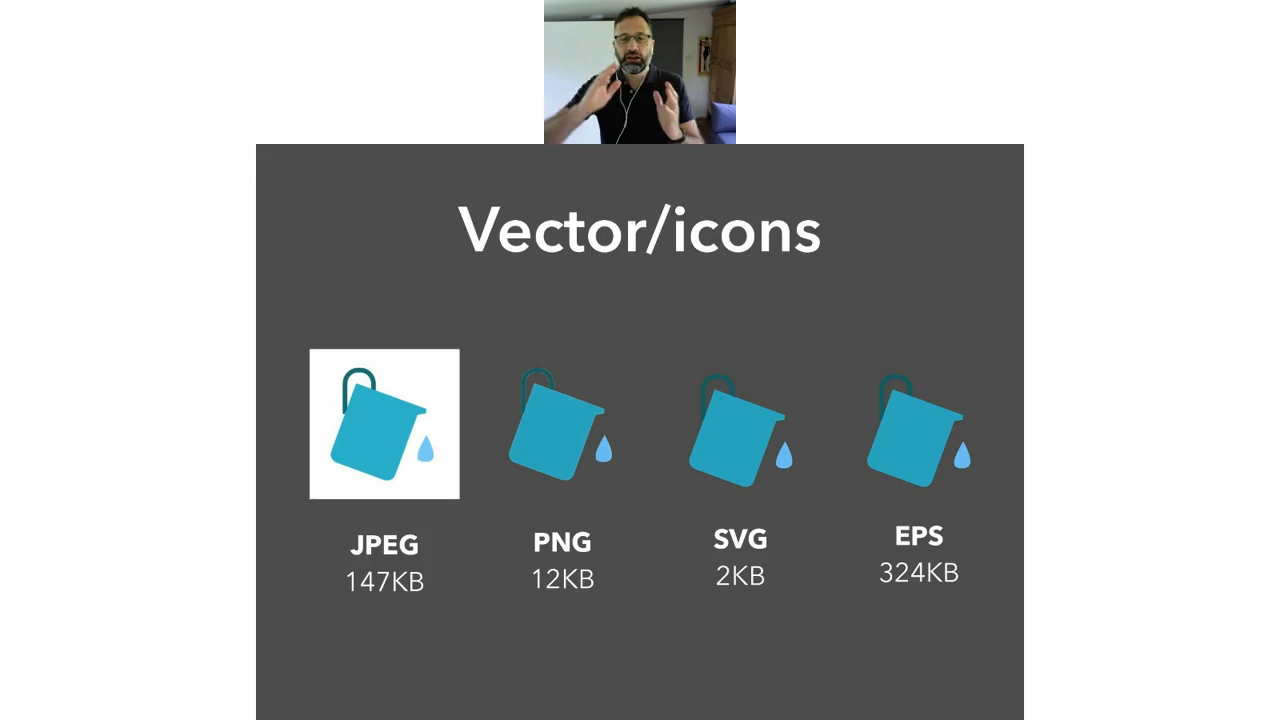 Vector/icons
JPEG
147KB
PNG
12KB
SVG
2KB
EPS
324KB